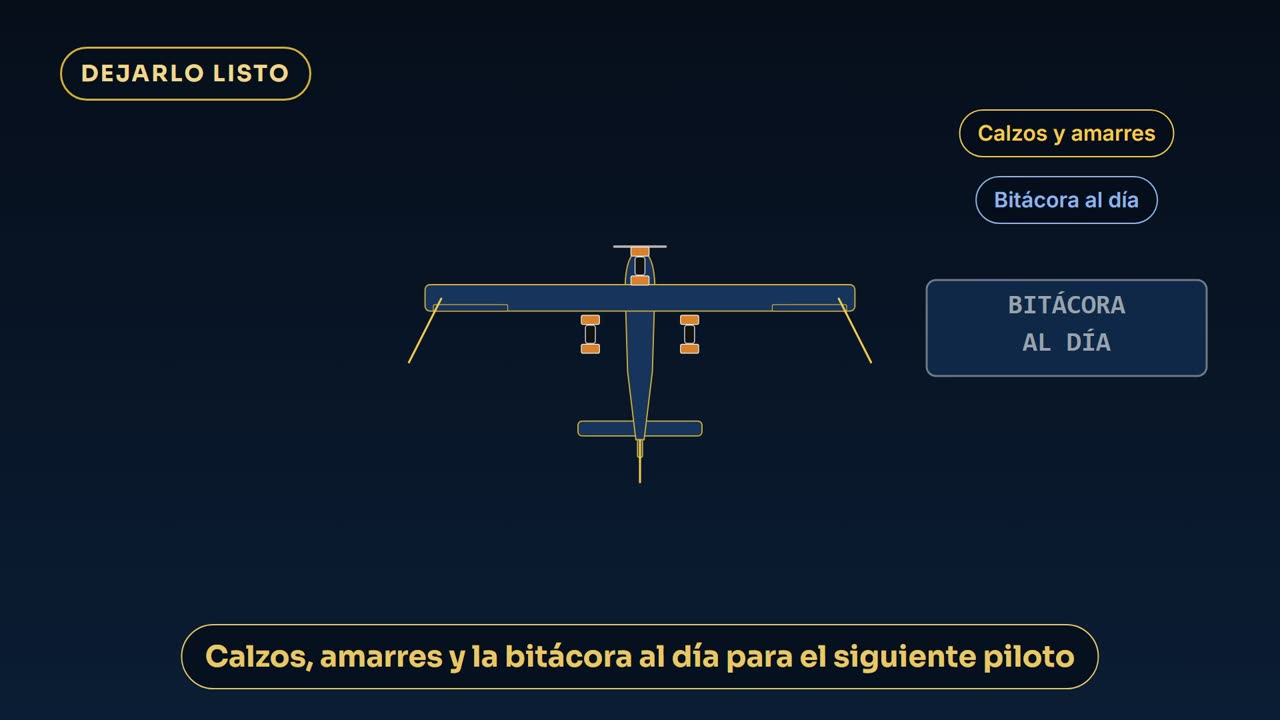 DEJARLO LISTO
Calzos y amarres
Bitácora al día
BITÁCORA
AL DÍA
Calzos, amarres y la bitácora al día para el siguiente piloto